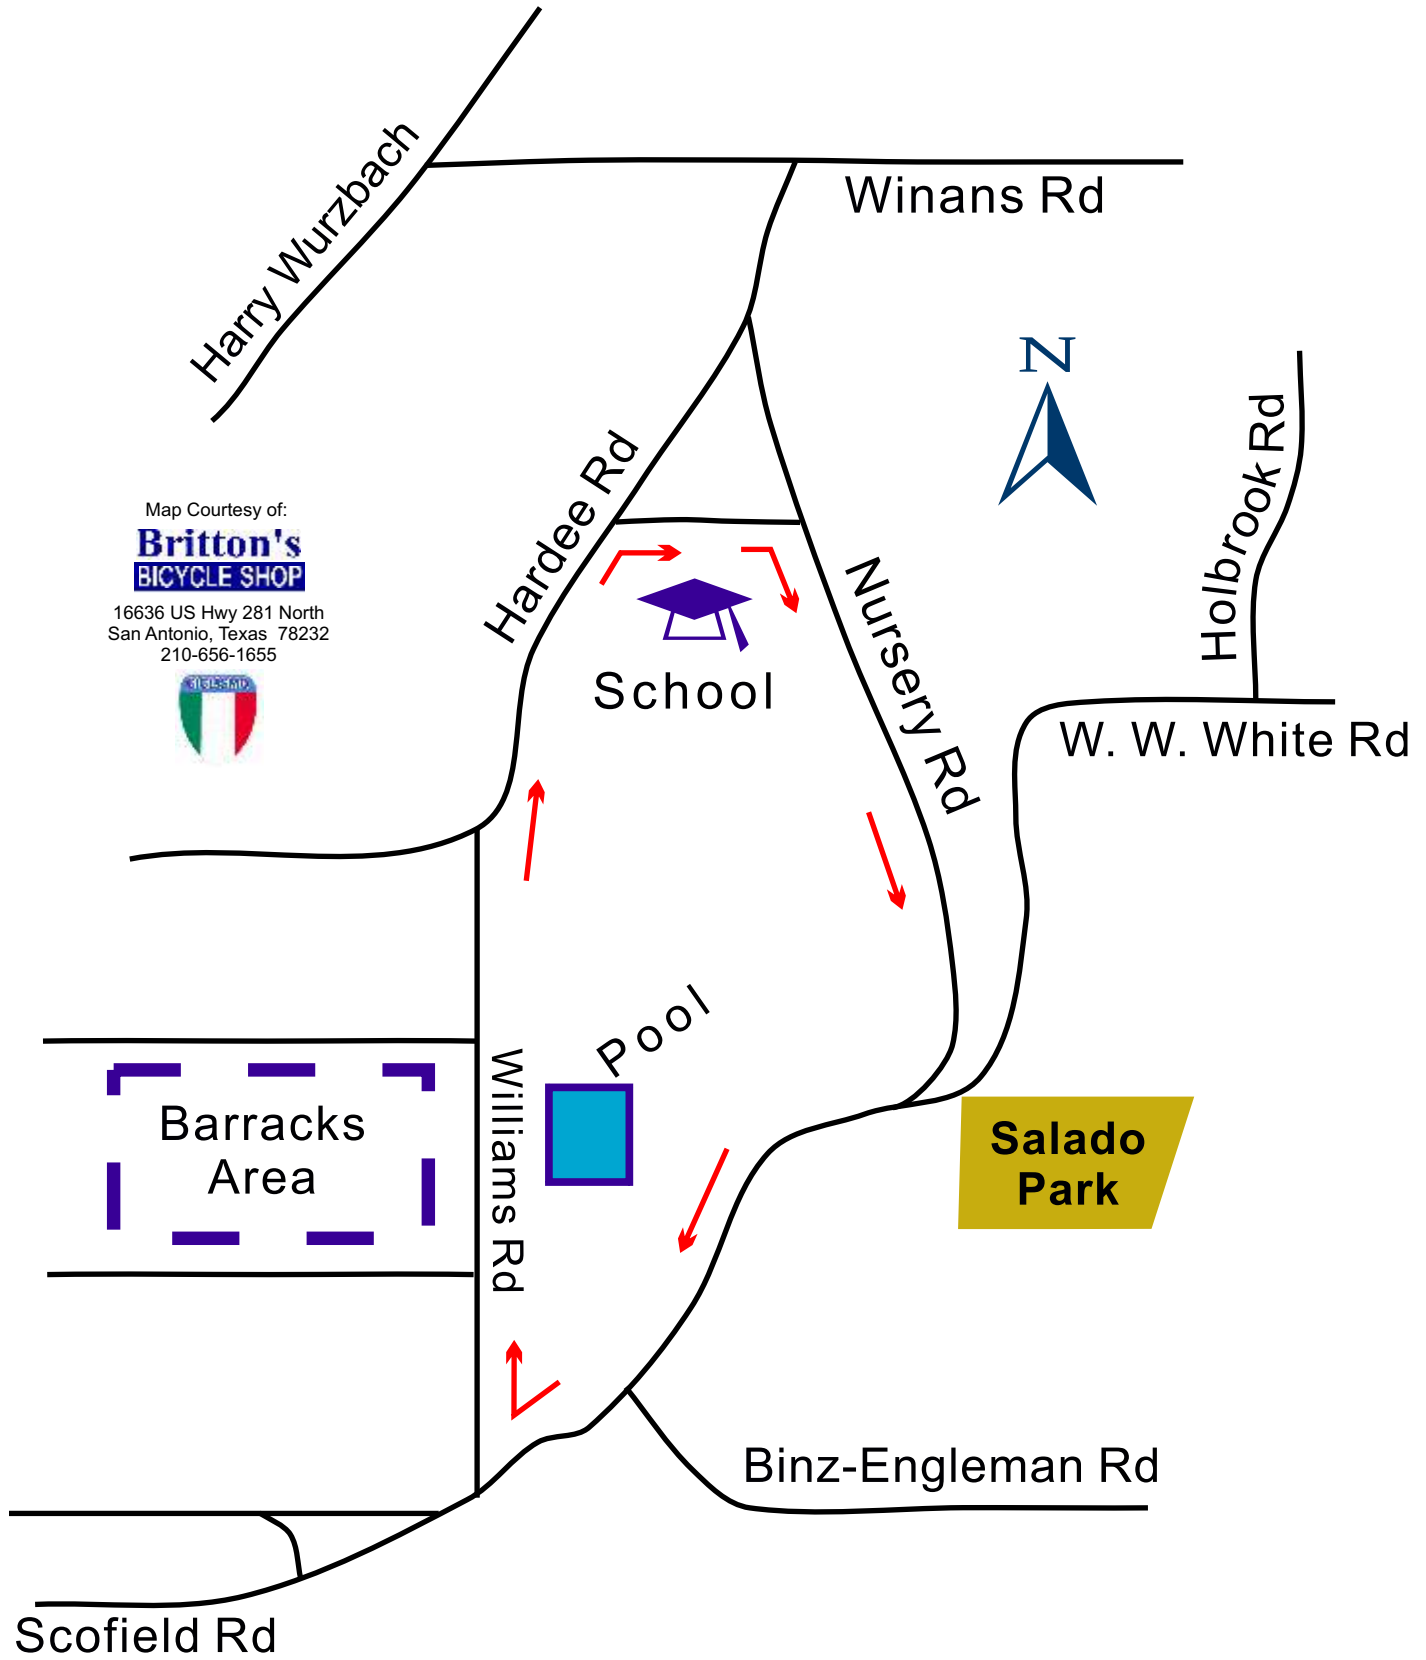 Harry Wurzbach
Winans Rd
N
Holbrook Rd
Hardee Rd
Map Courtesy of:
Britton's
BICYCLE SHOP
16636 US Hwy 281 North
San Antonio, Texas 78232
210-656-1655
Nursery Rd
School
W. W. White Rd
Pool
Williams Rd
Barracks
Area
Salado
Park
Binz-Engleman Rd
Scofield Rd